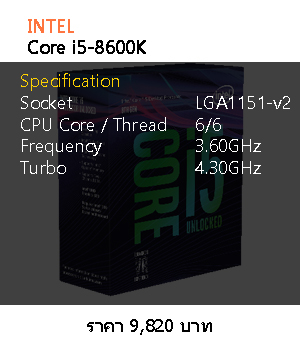 INTEL
Core i5-8600K
Specification
Socket LGA1151-v2
CPU Core / Thread 6/6
Frequency 3.60GHz
Turbo 4.30GHz
CORE i5
UNLOCKED
ราคา 9,820 บาท